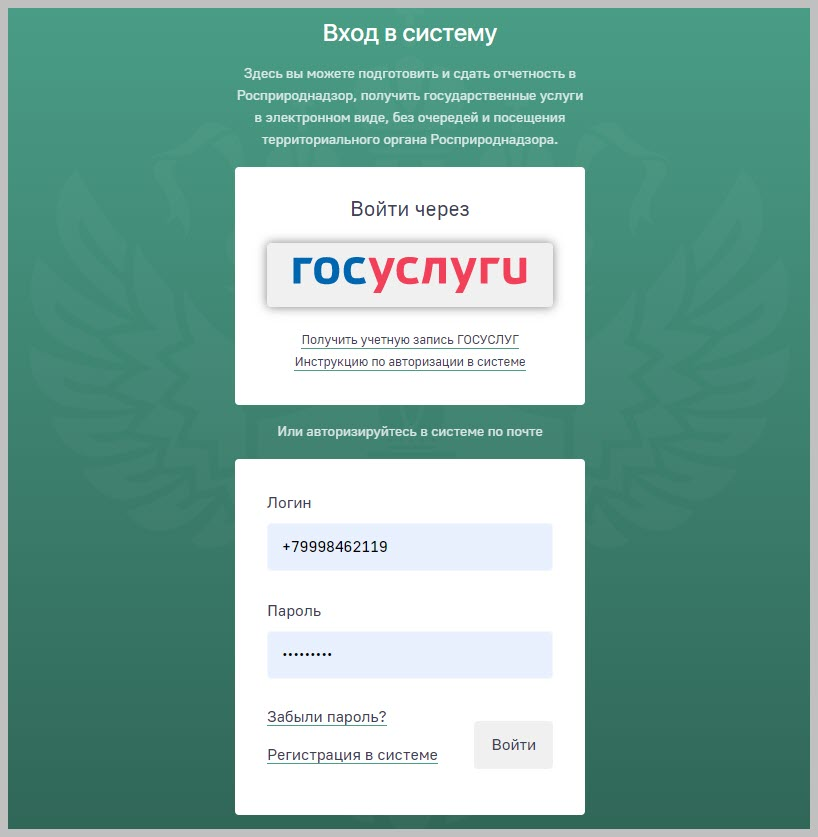 Вход в систему
Здесь вы можете подготовить и сдать отчетность в
Росприроднадзор, получить государственные услуги
в электронном виде, без очередей и посещения
территориального органа Росприроднадзора.
Войти через
госуслуги
Получить учетную запись ГОСУСЛУГ
Инструкцию по авторизации в системе
Или авторизируйтесь в системе по почте
Логин
+79998462119
Пароль
•••••••••
Забыли пароль?
Войти
Регистрация в системе